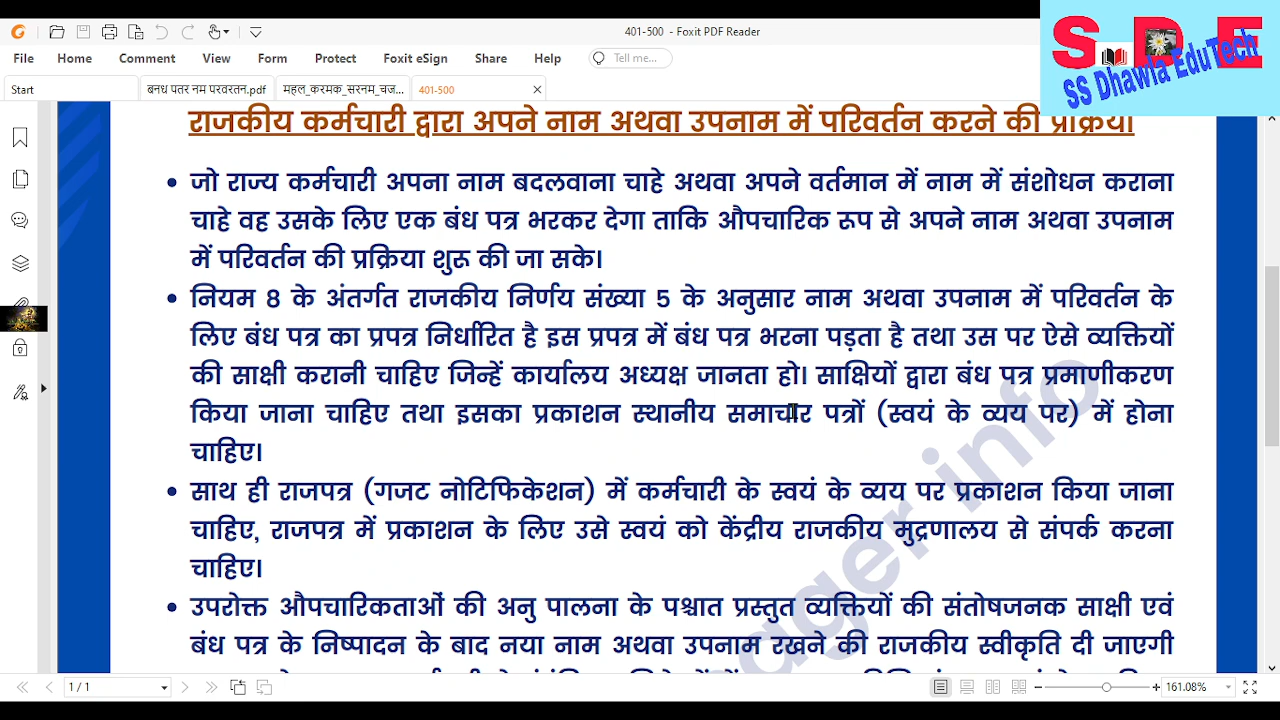 401-500 - Foxit PDF Reader
File Home Comment View Form Protect Foxit eSign Share Help Tell me...
Start बनध पतर नम परवरतन.pdf महल_करमक_सरनम_चज... 401-500
S D E
SS Dhawla EduTech
राजकीय कर्मचारी द्वारा अपने नाम अथवा उपनाम में परिवर्तन करने की प्रक्रिया
• जो राज्य कर्मचारी अपना नाम बदलवाना चाहे अथवा अपने वर्तमान में नाम में संशोधन कराना
चाहे वह उसके लिए एक बंध पत्र भरकर देगा ताकि औपचारिक रूप से अपने नाम अथवा उपनाम
में परिवर्तन की प्रक्रिया शुरू की जा सके।
• नियम 8 के अंतर्गत राजकीय निर्णय संख्या 5 के अनुसार नाम अथवा उपनाम में परिवर्तन के
लिए बंध पत्र का प्रपत्र निर्धारित है इस प्रपत्र में बंध पत्र भरना पड़ता है तथा उस पर ऐसे व्यक्तियों
की साक्षी करानी चाहिए जिन्हें कार्यालय अध्यक्ष जानता हो। साक्षियों द्वारा बंध पत्र प्रमाणीकरण
किया जाना चाहिए तथा इसका प्रकाशन स्थानीय समाचार पत्रों (स्वयं के व्यय पर) में होना
चाहिए।
• साथ ही राजपत्र (गजट नोटिफिकेशन) में कर्मचारी के स्वयं के व्यय पर प्रकाशन किया जाना
चाहिए, राजपत्र में प्रकाशन के लिए उसे स्वयं को केंद्रीय राजकीय मुद्रणालय से संपर्क करना
चाहिए।
• उपरोक्त औपचारिकताओं की अनु पालना के पश्चात प्रस्तुत व्यक्तियों की संतोषजनक साक्षी एवं
बंध पत्र के निष्पादन के बाद नया नाम अथवा उपनाम रखने की राजकीय स्वीकृति दी जाएगी
ager info
1 / 1 161.08%